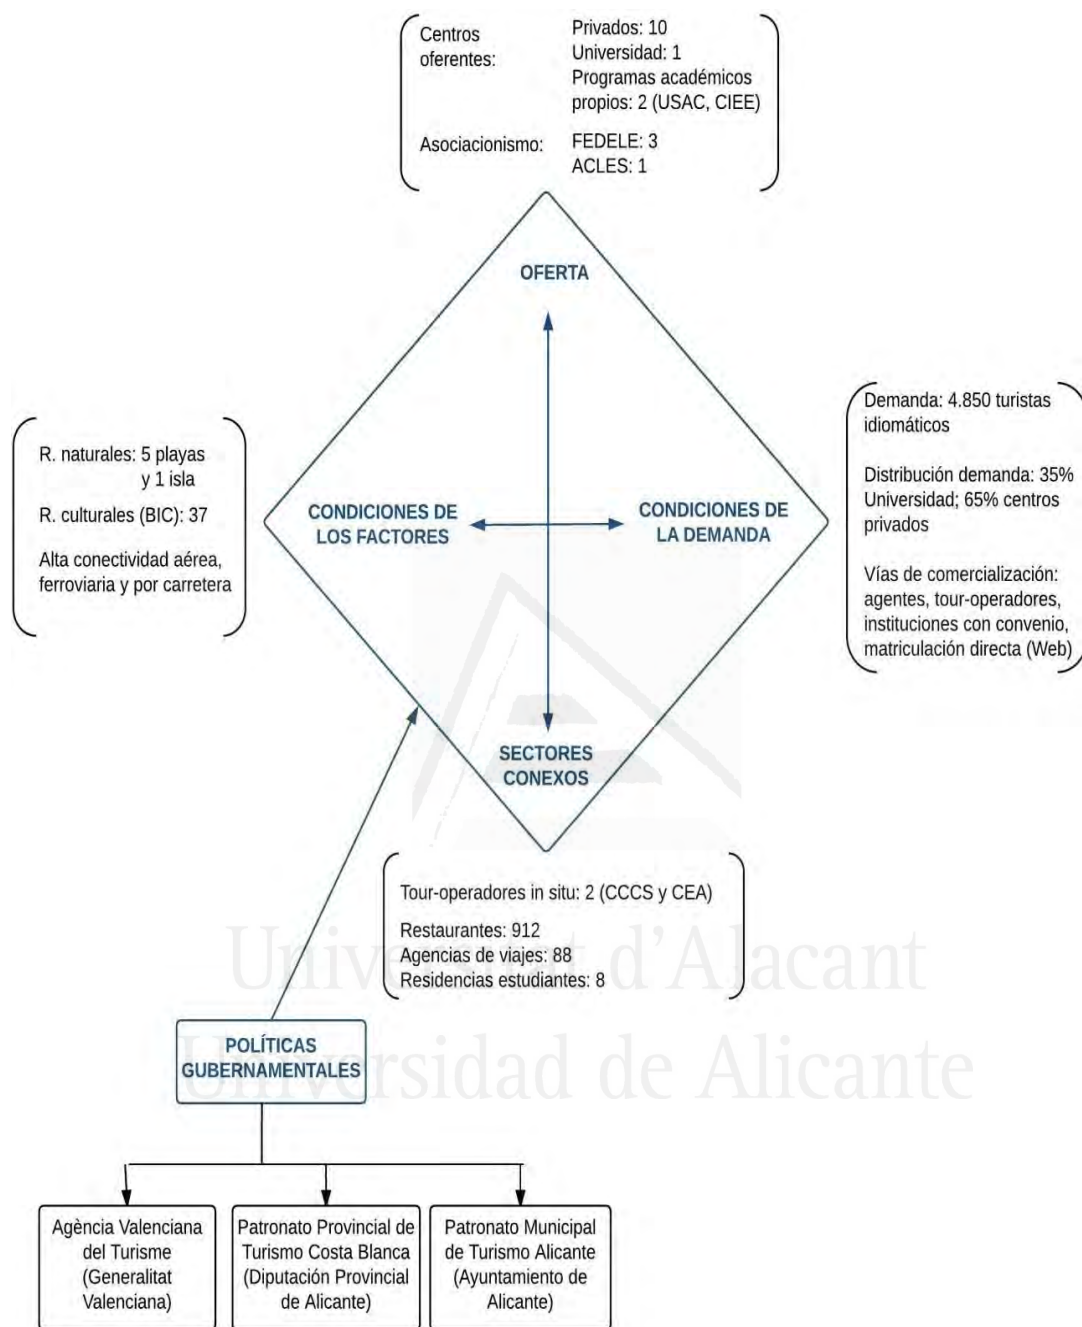 Centros
oferentes:
Privados: 10
Universidad: 1
Programas académicos
propios: 2 (USAC, CIEE)
Asociacionismo:
FEDELE: 3
ACLES: 1
OFERTA
R. naturales: 5 playas
y 1 isla
R. culturales (BIC): 37
Alta conectividad aérea,
ferroviaria y por carretera
CONDICIONES DE
LOS FACTORES
CONDICIONES DE
LA DEMANDA
Demanda: 4.850 turistas
idiomáticos
Distribución demanda: 35%
Universidad; 65% centros
privados
Vías de comercialización:
agentes, tour-operadores,
instituciones con convenio,
matriculación directa (Web)
SECTORES
CONEXOS
Tour-operadores in situ: 2 (CCCS y CEA)
Restaurantes: 912
Agencias de viajes: 88
Residencias estudiantes: 8
Universitat d'Alacant
Universidad de Alicante
POLÍTICAS
GUBERNAMENTALES
Agència Valenciana
del Turisme
(Generalitat
Valenciana)
Patronato Provincial de
Turismo Costa Blanca
(Diputación Provincial
de Alicante)
Patronato Municipal
de Turismo Alicante
(Ayuntamiento de
Alicante)